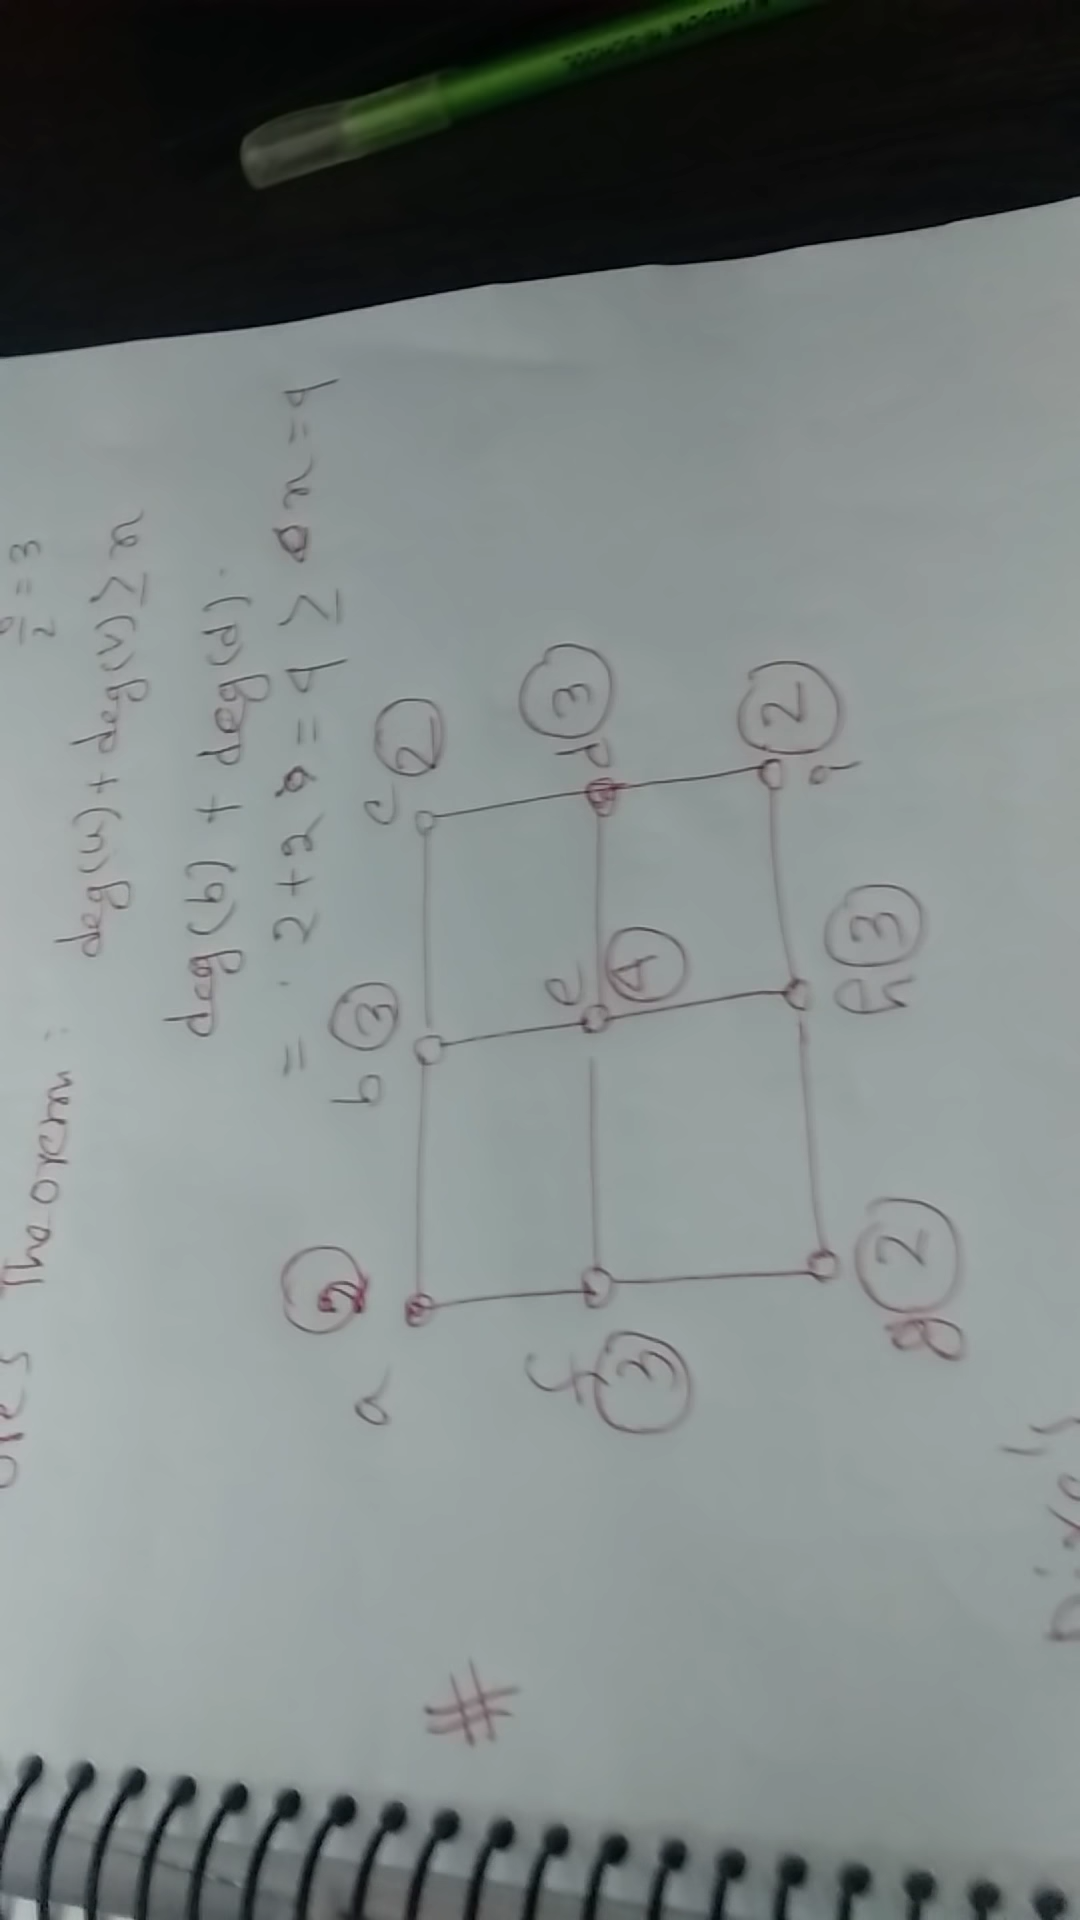 = 3
2
Theorem: deg(u) + deg(v) ≥ n
deg(b) + deg(d).
= 2+2 = 4 ≥ n = 4
a 2 b 3 c 2
f 3 e 4 d 3
g 2 h 3 q 2
#